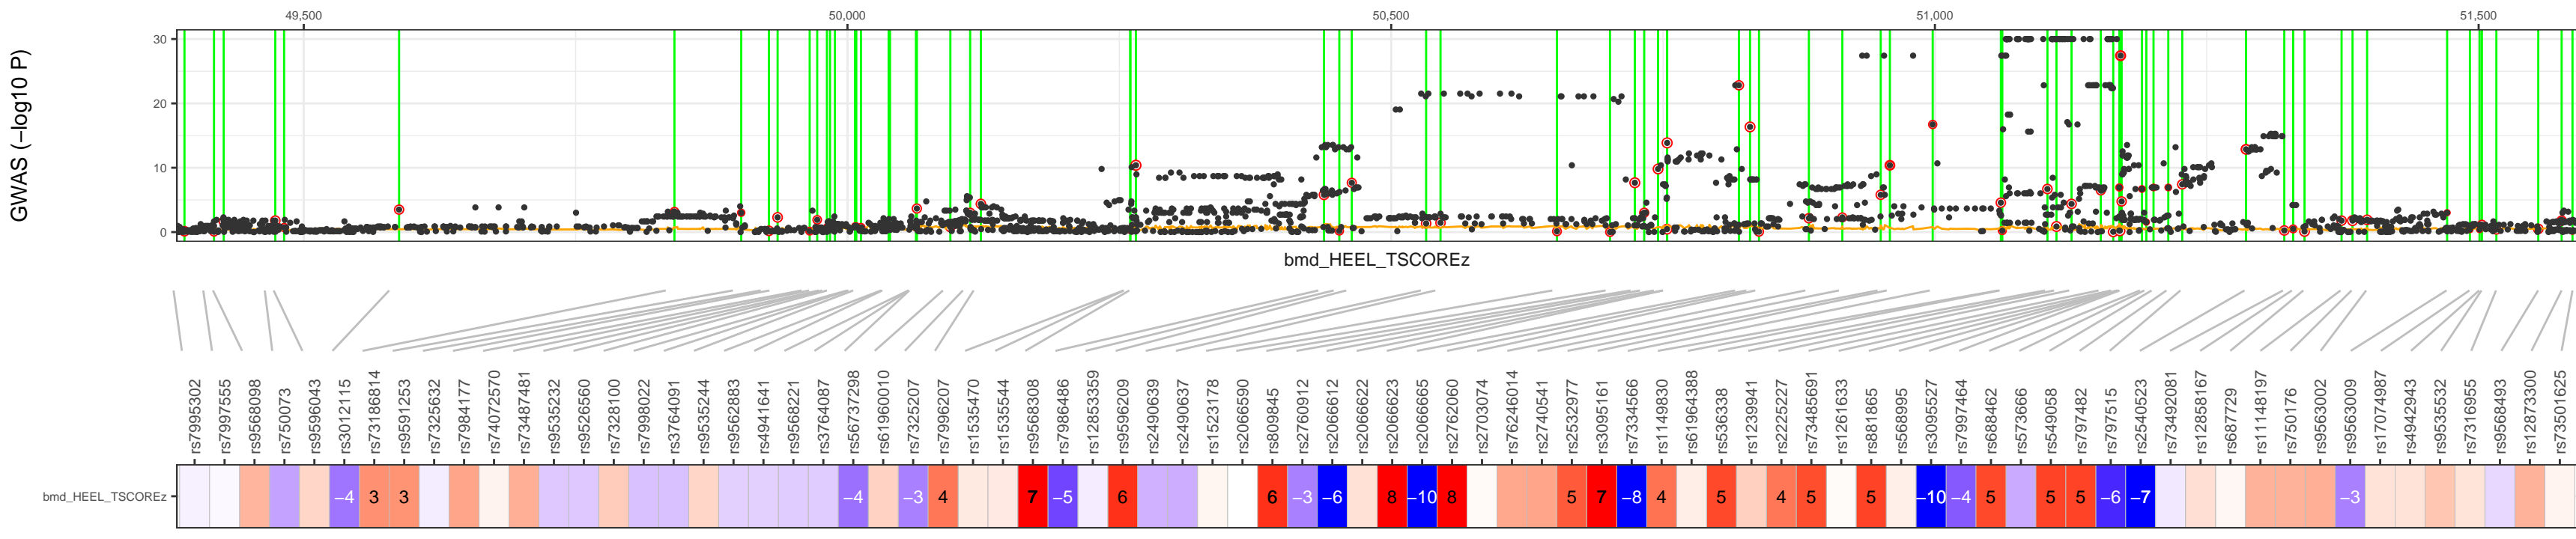 49,500 50,000 50,500 51,000 51,500
GWAS (−log10 P)
30
20
10
0
bmd_HEEL_TSCOREz
rs7995302
rs7997555
rs9568098
rs750073
rs9596043
rs30121115
rs73186814
rs9591253
rs7325632
rs7984177
rs74072570
rs73487481
rs9535232
rs9526560
rs7328100
rs7998022
rs3764091
rs9535244
rs9562883
rs4941641
rs9568221
rs3764087
rs56737298
rs61960010
rs7325207
rs7996207
rs1535470
rs1535544
rs9568308
rs7986486
rs12853359
rs9596209
rs2490639
rs2490637
rs1523178
rs2066590
rs809845
rs2760912
rs2066612
rs2066622
rs2066623
rs2066665
rs2762060
rs2703074
rs76246014
rs2740541
rs2532977
rs3095161
rs7334566
rs1149830
rs61964388
rs536338
rs1239941
rs2225227
rs73485691
rs1261633
rs881865
rs568995
rs3095527
rs7997464
rs688462
rs573666
rs549058
rs797482
rs797515
rs2540523
rs73492081
rs12858167
rs687729
rs11148197
rs750176
rs9563002
rs9563009
rs17074987
rs4942943
rs9535532
rs7316955
rs9568493
rs12873300
rs73501625
bmd_HEEL_TSCOREz −4 3 3 −4 −3 4 7 −5 6 6 −3 −6 8 −10 8 5 7 −8 4 5 4 5 5 −10 −4 5 5 5 −6 −7 −3